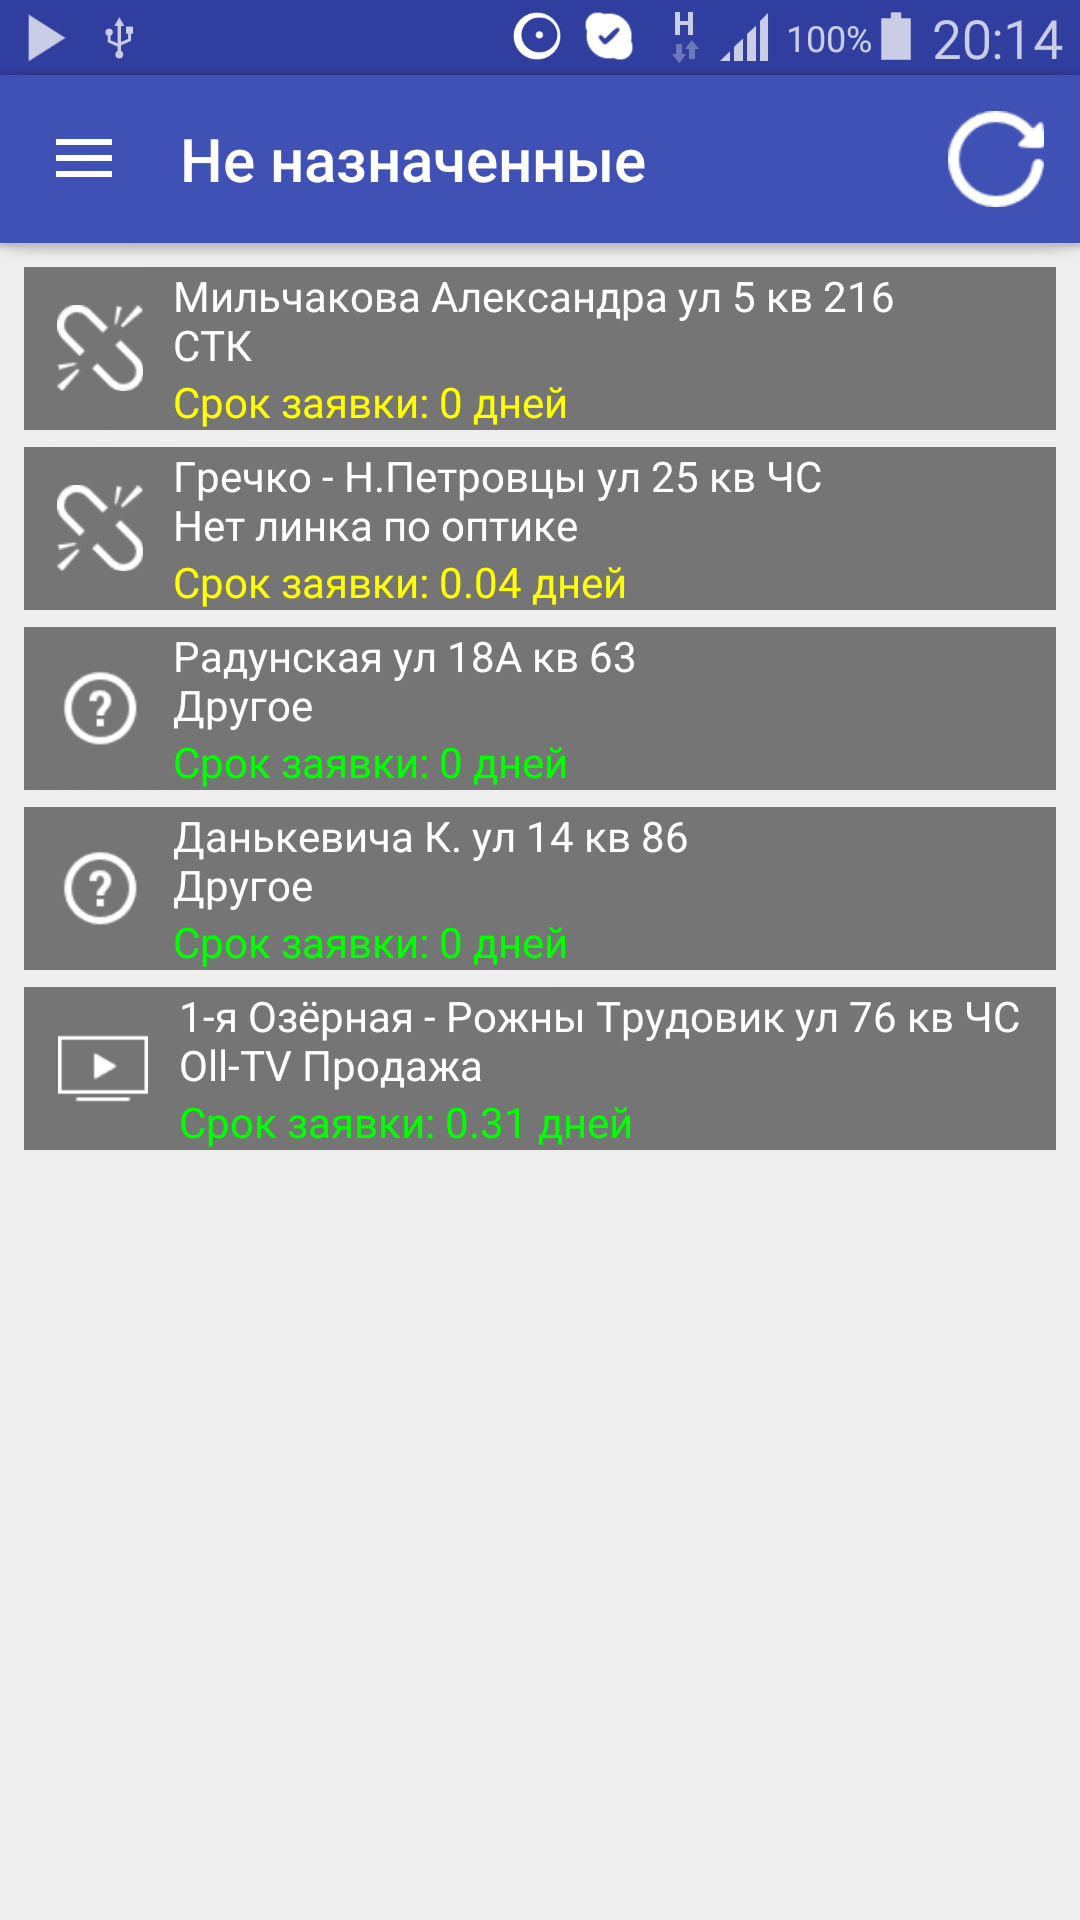 H 100% 20:14
Не назначенные
Мильчакова Александра ул 5 кв 216
СТК
Срок заявки: 0 дней
Гречко - Н.Петровцы ул 25 кв ЧС
Нет линка по оптике
Срок заявки: 0.04 дней
Радунская ул 18А кв 63
Другое
Срок заявки: 0 дней
Данькевича К. ул 14 кв 86
Другое
Срок заявки: 0 дней
1-я Озёрная - Рожны Трудовик ул 76 кв ЧС
Oll-TV Продажа
Срок заявки: 0.31 дней